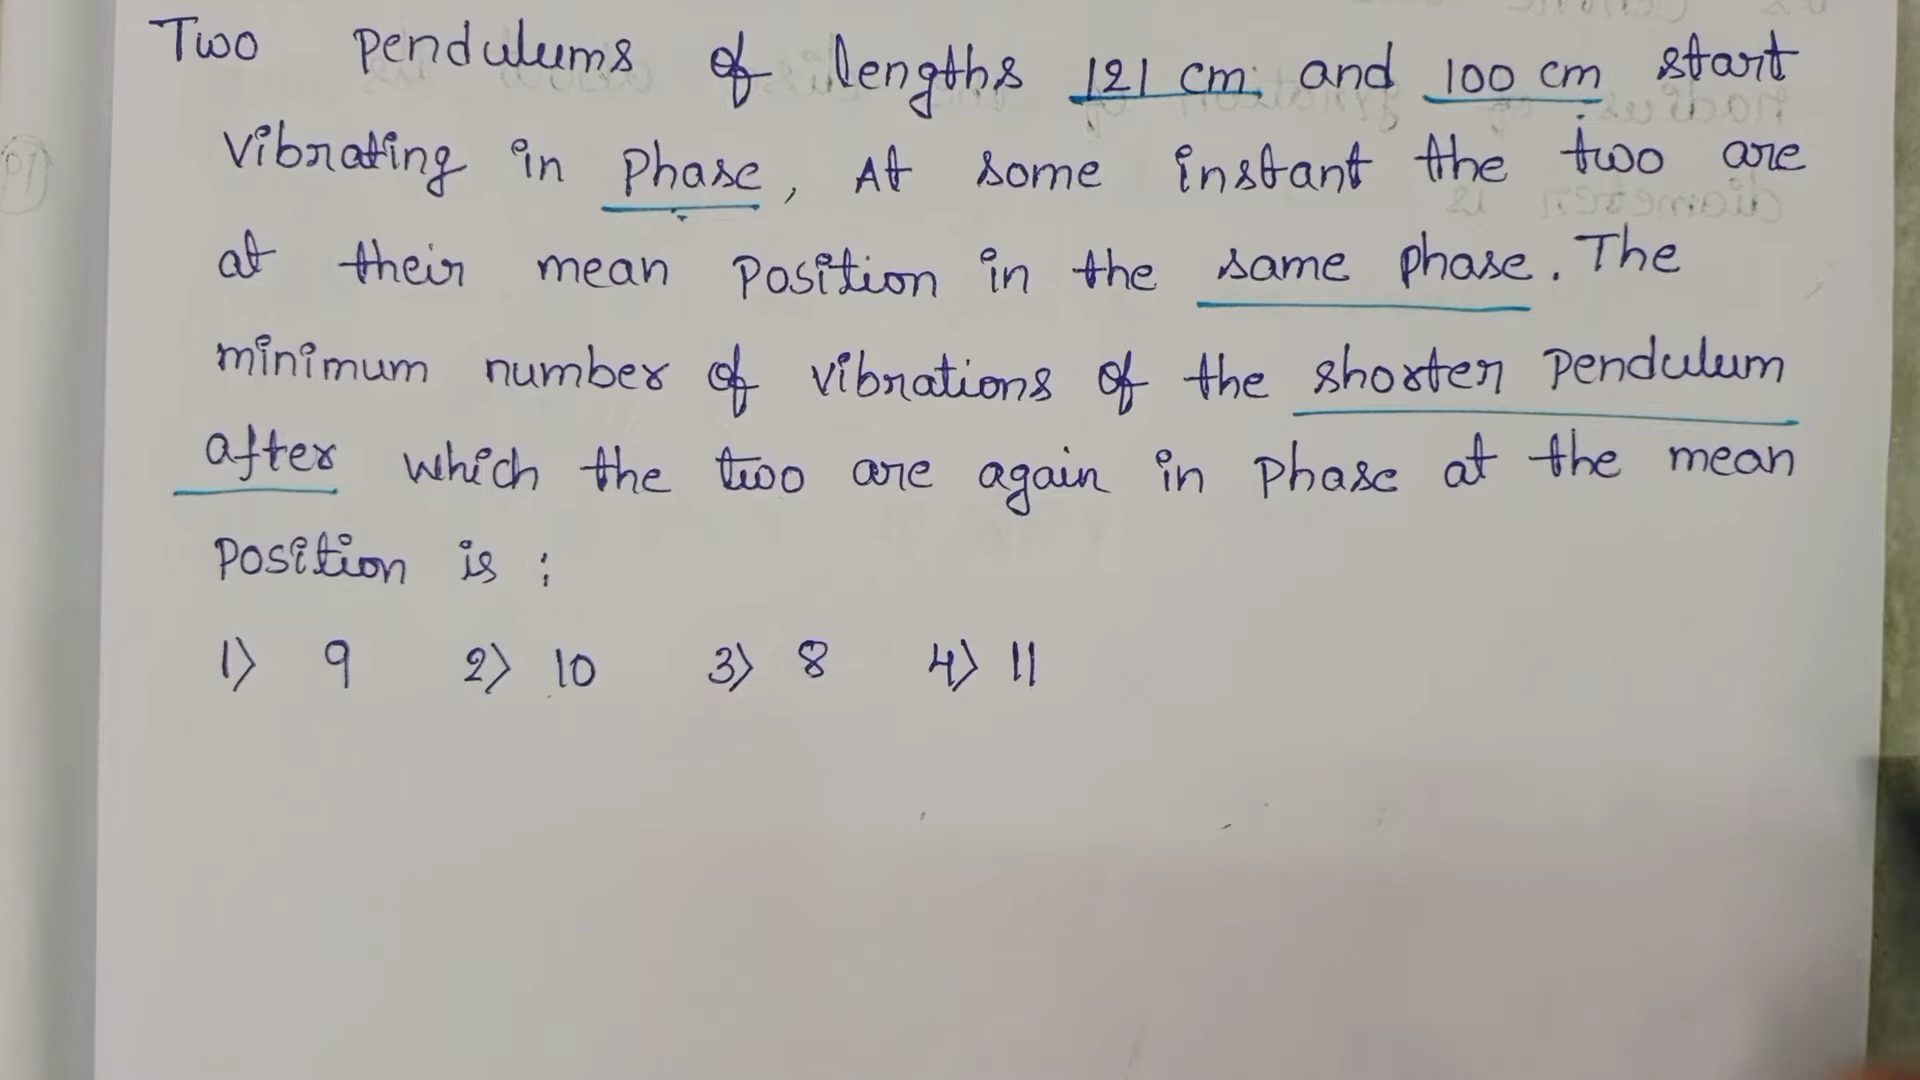 Two pendulums of lengths 121 cm and 100 cm start
vibrating in phase, At some instant the two are
at their mean position in the same phase. The
minimum number of vibrations of the shorter pendulum
after which the two are again in phase at the mean
position is :
1) 9 2) 10 3) 8 4) 11